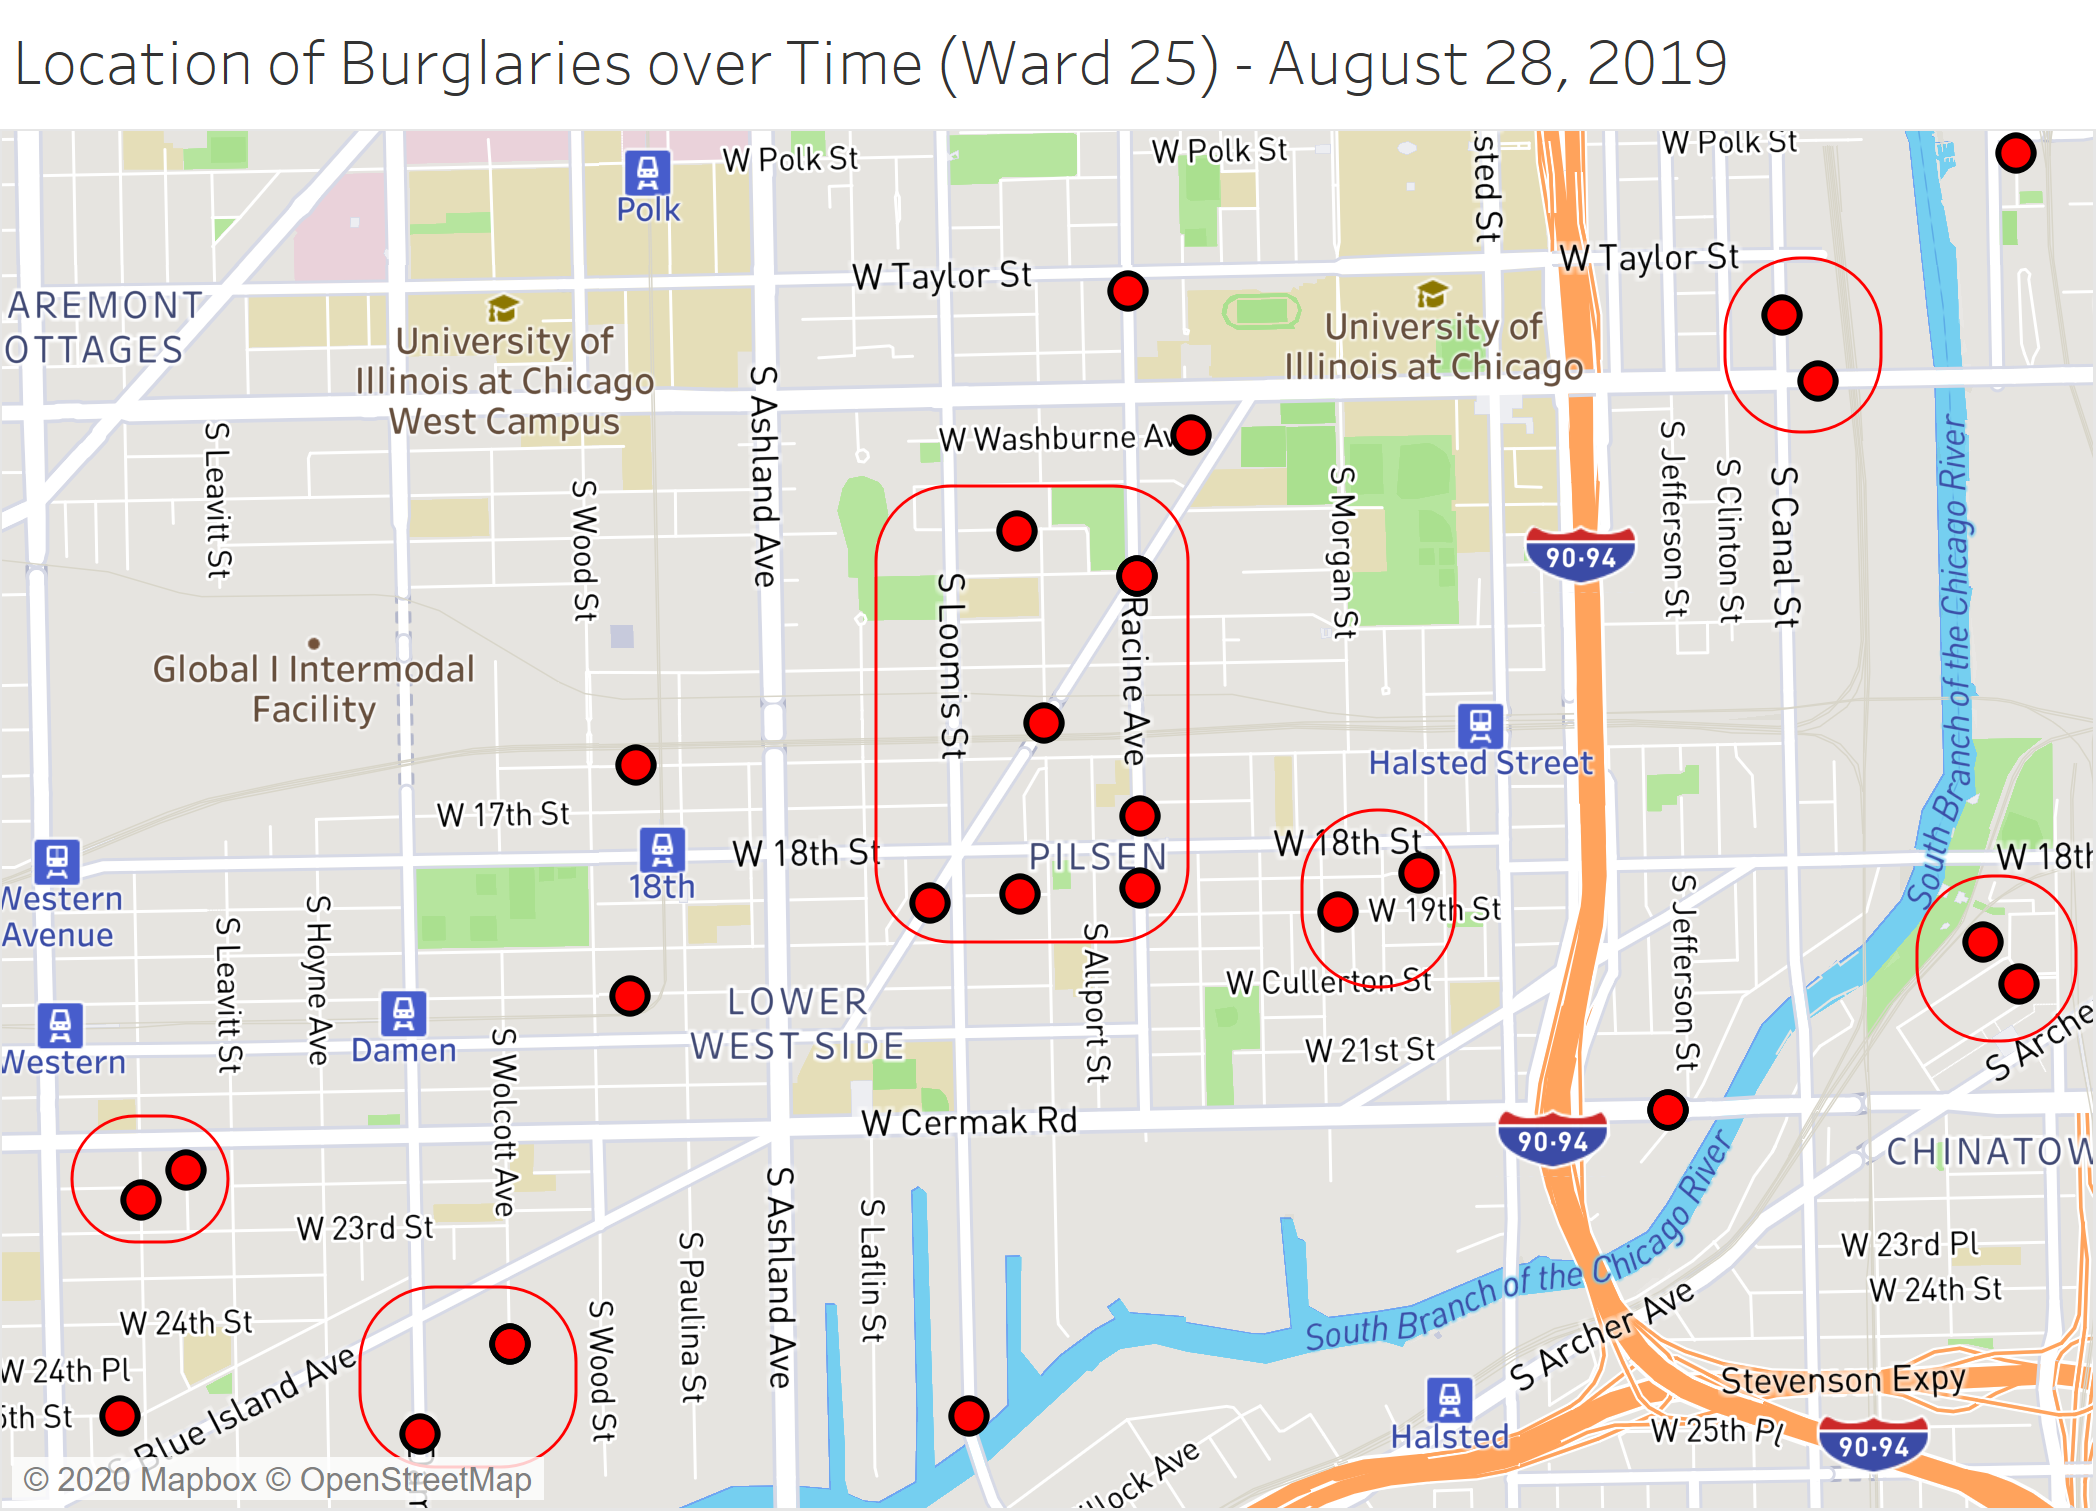 Location of Burglaries over Time (Ward 25) - August 28, 2019
W Polk St
W Polk St
W Polk St
sted St
Polk
W Taylor St
W Taylor St
AREMONT
OTTAGES
University of
Illinois at Chicago
West Campus
University of
Illinois at Chicago
S Ashland Ave
W Washburne Av
S Leavitt St
S Wood St
S Morgan St
S Jefferson St
S Clinton St
S Canal St
South Branch of the Chicago River
90-94
S Loomis St
Racine Ave
Global I Intermodal
Facility
Halsted Street
W 17th St
W 18th St
PILSEN
W 18th St
W 18th
18th
Western
Avenue
W 19th St
S Leavitt St
S Hoyne Ave
S Allport St
S Jefferson St
W Cullerton St
LOWER
WEST SIDE
W 21st St
S Arche
Western
Damen
S Wolcott Ave
W Cermak Rd
90-94
CHINATOW
W 23rd St
S Paulina St
S Ashland Ave
S Laflin St
South Branch of the Chicago River
W 23rd Pl
W 24th St
W 24th St
S Wood St
W 24th Pl
5th St
S Blue Island Ave
S Archer Ave
Stevenson Expy
W 25th Pl
90-94
Halsted
llock Ave
© 2020 Mapbox © OpenStreetMap